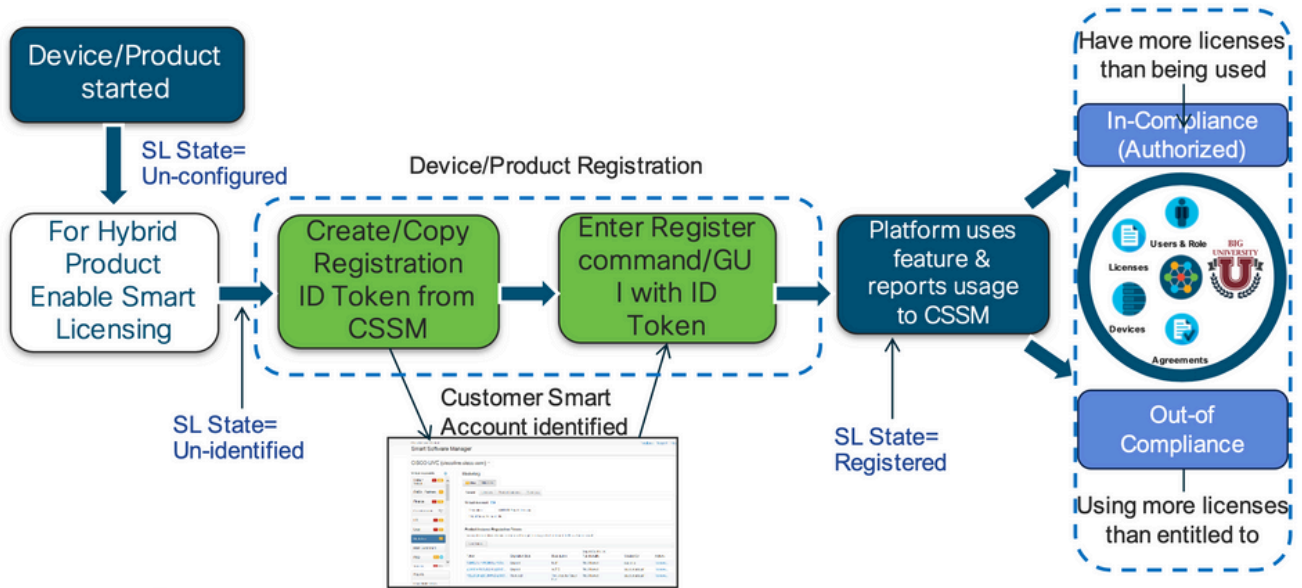 Device/Product
started
SL State=
Un-configured
For Hybrid
Product
Enable Smart
Licensing
SL State=
Un-identified
Device/Product Registration
Create/Copy
Registration
ID Token from
CSSM
Enter Register
command/GU
I with ID
Token
Customer Smart
Account identified
Smart Software Manager
Platform uses
feature &
reports usage
to CSSM
SL State=
Registered
Have more licenses
than being used
In-Compliance
(Authorized)
Users & Role
BIG
UNIVERSITY
U
Licenses
Devices
Agreements
Out-of
Compliance
Using more licenses
than entitled to